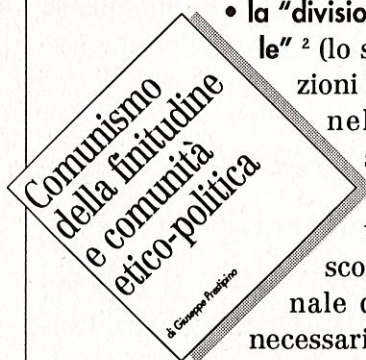 Comunismo
della finitudine
e comunità
etico-politica
di Giuseppe Prestipino
• la "divisio
le" ² (lo s
zioni
nel
sco
nale
necessari